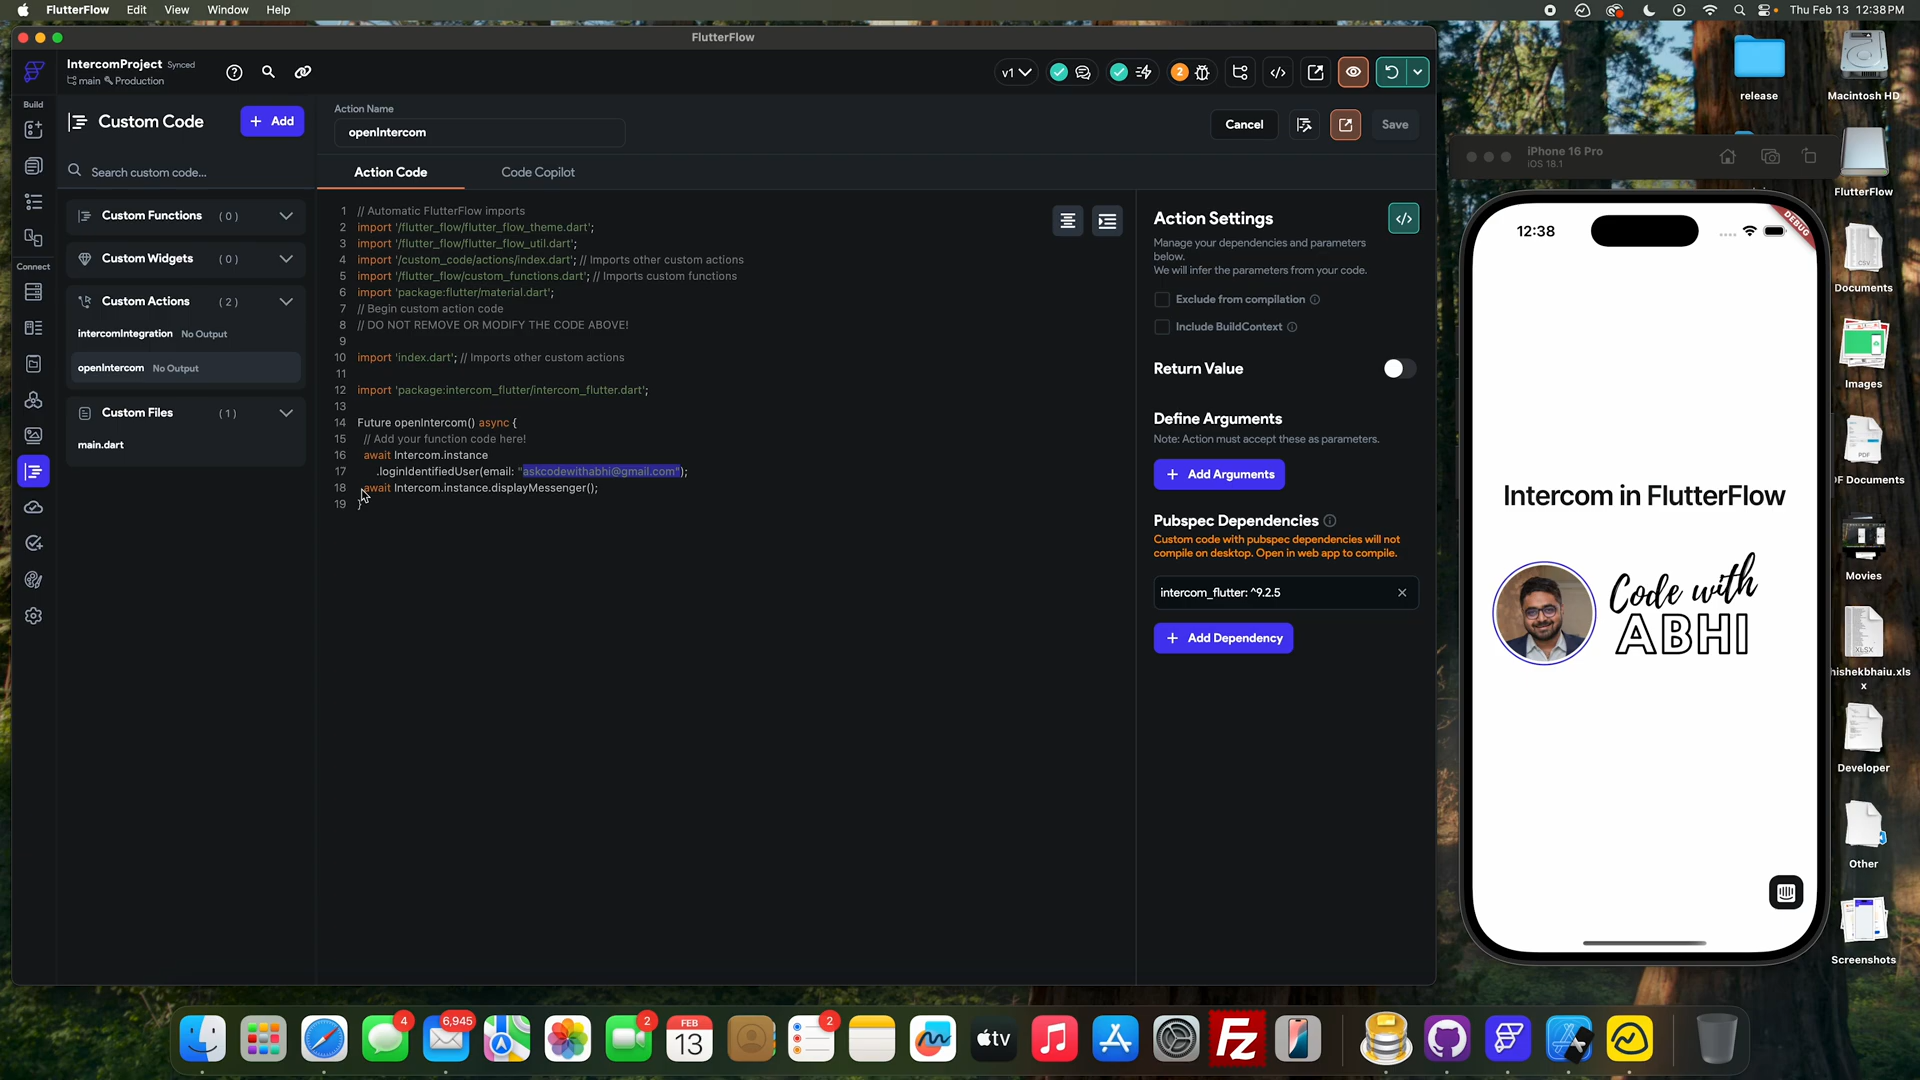 FlutterFlow Edit View Window Help
Thu Feb 13 12:38 PM
FlutterFlow
IntercomProject Synced
main Production
v1
2
Build
Connect
Custom Code
+ Add
Search custom code...
Custom Functions ( 0 )
Custom Widgets ( 0 )
Custom Actions ( 2 )
intercomIntegration No Output
openIntercom No Output
Custom Files ( 1 )
main.dart
Action Name
openIntercom
Cancel
Save
Action Code
Code Copilot
1 // Automatic FlutterFlow imports
2 import '/flutter_flow/flutter_flow_theme.dart';
3 import '/flutter_flow/flutter_flow_util.dart';
4 import '/custom_code/actions/index.dart'; // Imports other custom actions
5 import '/flutter_flow/custom_functions.dart'; // Imports custom functions
6 import 'package:flutter/material.dart';
7 // Begin custom action code
8 // DO NOT REMOVE OR MODIFY THE CODE ABOVE!
9
10 import 'index.dart'; // Imports other custom actions
11
12 import 'package:intercom_flutter/intercom_flutter.dart';
13
14 Future openIntercom() async {
15 // Add your function code here!
16 await Intercom.instance
17 .loginIdentifiedUser(email: "askcodewithabhi@gmail.com");
18 await Intercom.instance.displayMessenger();
19 }
Action Settings
Manage your dependencies and parameters
below.
We will infer the parameters from your code.
Exclude from compilation
Include BuildContext
Return Value
Define Arguments
Note: Action must accept these as parameters.
+ Add Arguments
Pubspec Dependencies
Custom code with pubspec dependencies will not
compile on desktop. Open in web app to compile.
intercom_flutter: ^9.2.5
+ Add Dependency
iPhone 16 Pro
iOS 18.1
12:38
DEBUG
Intercom in FlutterFlow
Code with
ABHI
release
Macintosh HD
FlutterFlow
CSV
Documents
Images
PDF
F Documents
Movies
XLSX
hishekbhaiu.xls
x
Developer
Other
Screenshots
4
6,945
2
FEB
13
2
tv
Fz